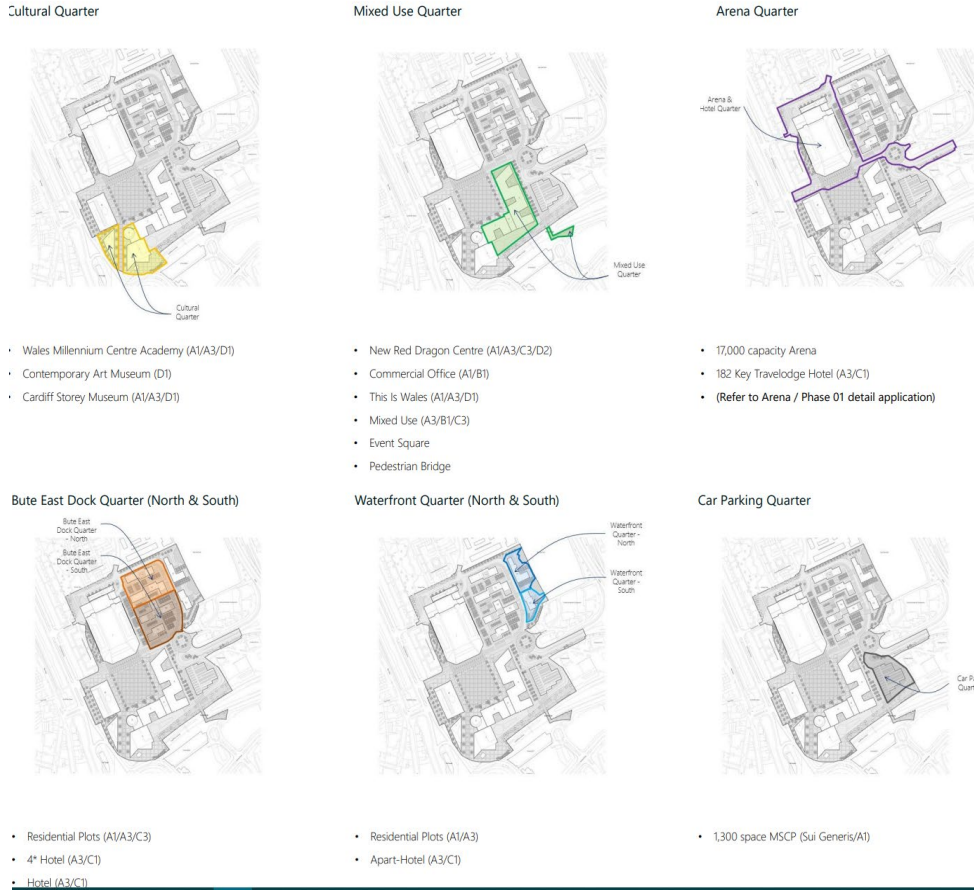 Cultural Quarter
Mixed Use Quarter
Arena Quarter
Arena &
Hotel Quarter
Mixed Use
Quarter
Cultural
Quarter
• Wales Millennium Centre Academy (A1/A3/D1)
• Contemporary Art Museum (D1)
• Cardiff Storey Museum (A1/A3/D1)
• New Red Dragon Centre (A1/A3/C3/D2)
• Commercial Office (A1/B1)
• This Is Wales (A1/A3/D1)
• Mixed Use (A3/B1/C3)
• Event Square
• Pedestrian Bridge
• 17,000 capacity Arena
• 182 Key Travelodge Hotel (A3/C1)
• (Refer to Arena / Phase 01 detail application)
Bute East Dock Quarter (North & South)
Waterfront Quarter (North & South)
Car Parking Quarter
Bute East
Dock Quarter
- North
Bute East
Dock Quarter
- South
Waterfront
Quarter -
North
Waterfront
Quarter -
South
Car Pa
Quart
• Residential Plots (A1/A3/C3)
• 4* Hotel (A3/C1)
• Hotel (A3/C1)
• Residential Plots (A1/A3)
• Apart-Hotel (A3/C1)
• 1,300 space MSCP (Sui Generis/A1)